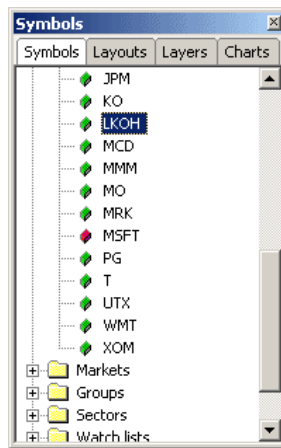 Symbols
Symbols Layouts Layers Charts
JPM
KO
LKOH
MCD
MMM
MO
MRK
MSFT
PG
T
UTX
WMT
XOM
Markets
Groups
Sectors
Watch lists